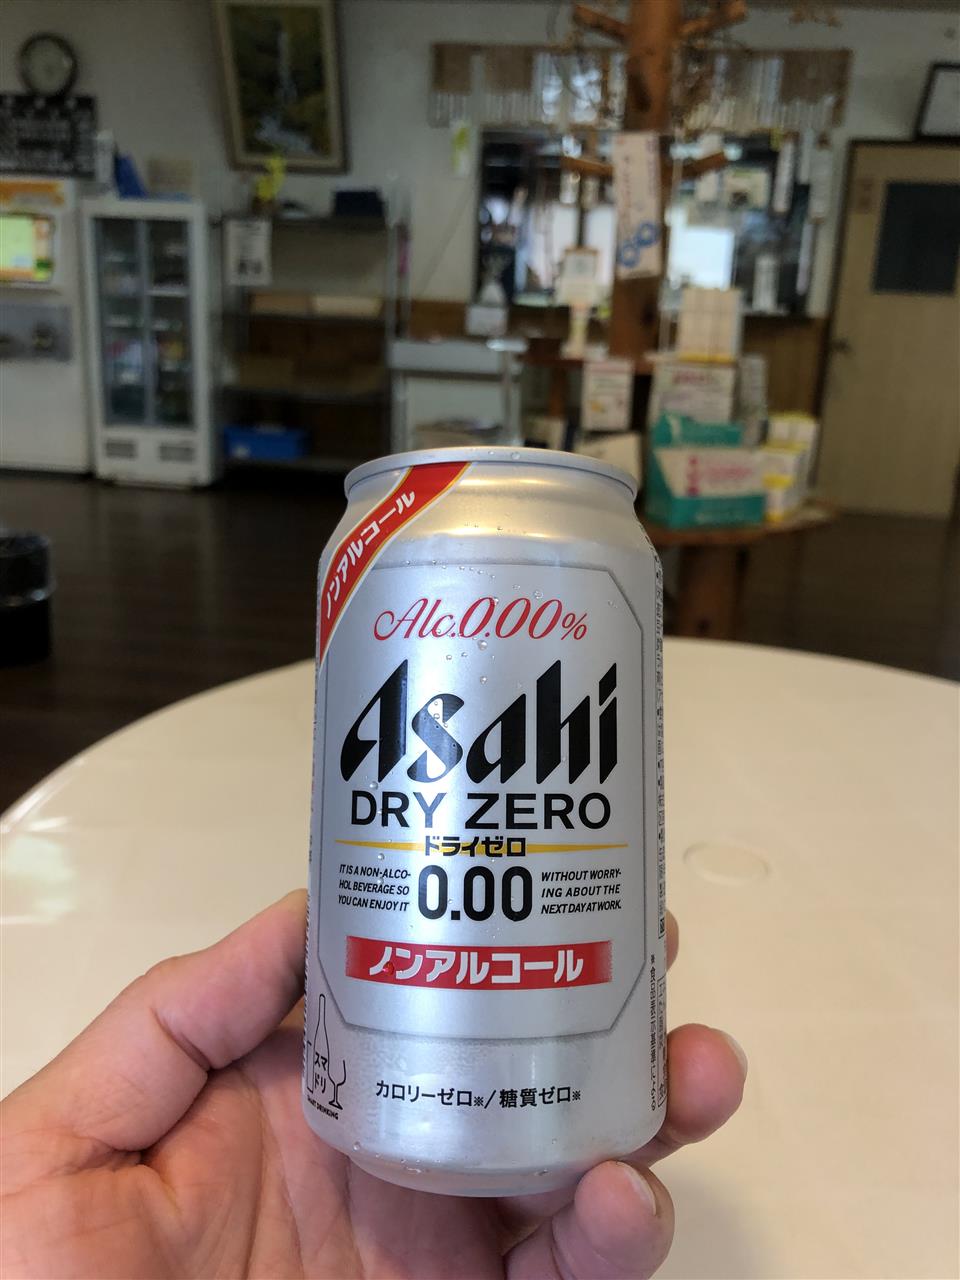 ノンアルコール
Alc.0.00%
Asahi
DRY ZERO
ドライゼロ
IT IS A NON-ALCO-
HOL BEVERAGE SO
YOU CAN ENJOY IT
0.00
WITHOUT WORRY-
ING ABOUT THE
NEXT DAY AT WORK.
ノンアルコール
スマ
ドリ
SMART DRINKING
カロリーゼロ※/糖質ゼロ※